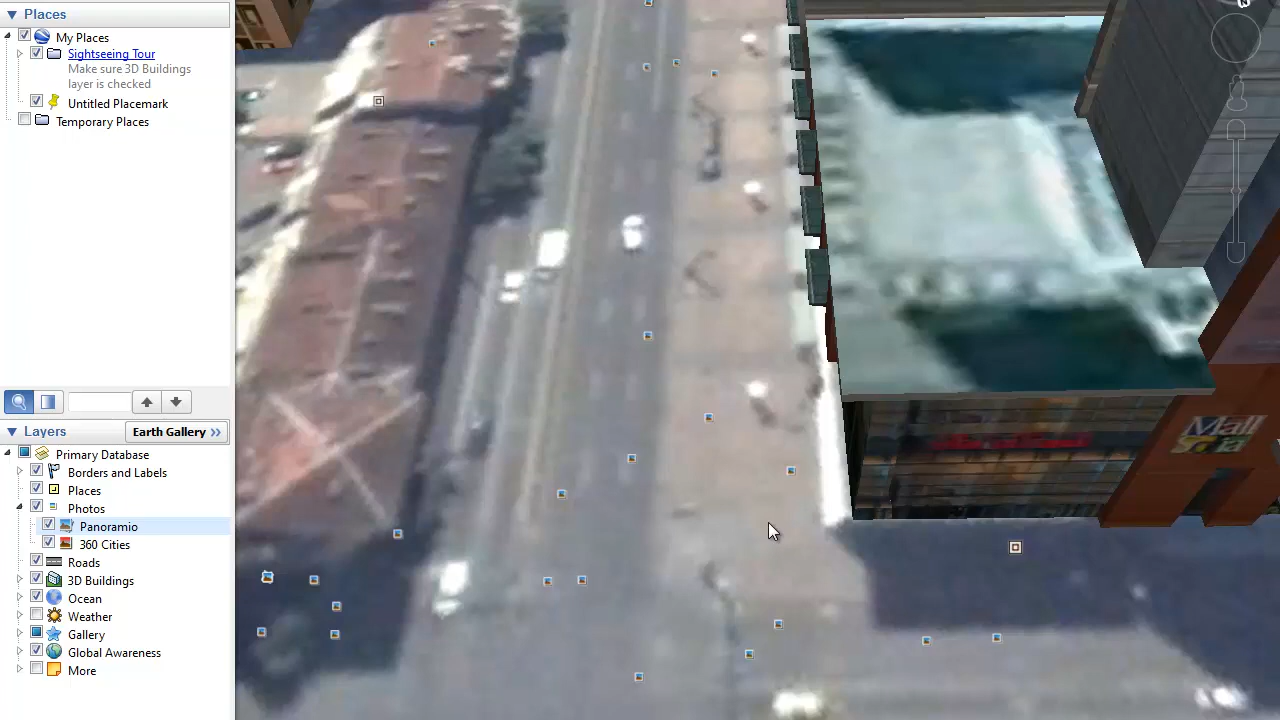 Places
My Places
Sightseeing Tour
Make sure 3D Buildings
layer is checked
Untitled Placemark
Temporary Places
Layers
Earth Gallery >>
Primary Database
Borders and Labels
Places
Photos
Panoramio
360 Cities
Roads
3D Buildings
Ocean
Weather
Gallery
Global Awareness
More
N
Mall